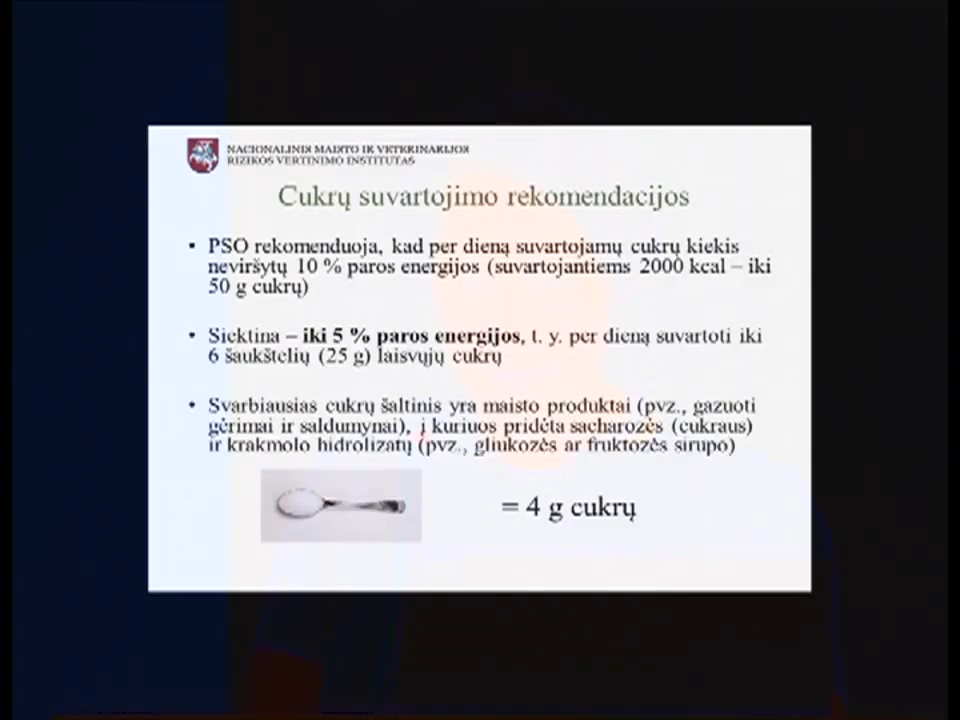 NACIONALINIS MAISTO IR VETERINARIJOS
RIZIKOS VERTINIMO INSTITUTAS
Cukrų suvartojimo rekomendacijos
• PSO rekomenduoja, kad per dieną suvartojamų cukrų kiekis
neviršytų 10 % paros energijos (suvartojantiems 2000 kcal – iki
50 g cukrų)
• Siektina – iki 5 % paros energijos, t. y. per dieną suvartoti iki
6 šaukštelių (25 g) laisvųjų cukrų
• Svarbiausias cukrų šaltinis yra maisto produktai (pvz., gazuoti
gėrimai ir saldumynai), į kuriuos pridėta sacharozės (cukraus)
ir krakmolo hidrolizatų (pvz., gliukozės ar fruktozės sirupo)
= 4 g cukrų